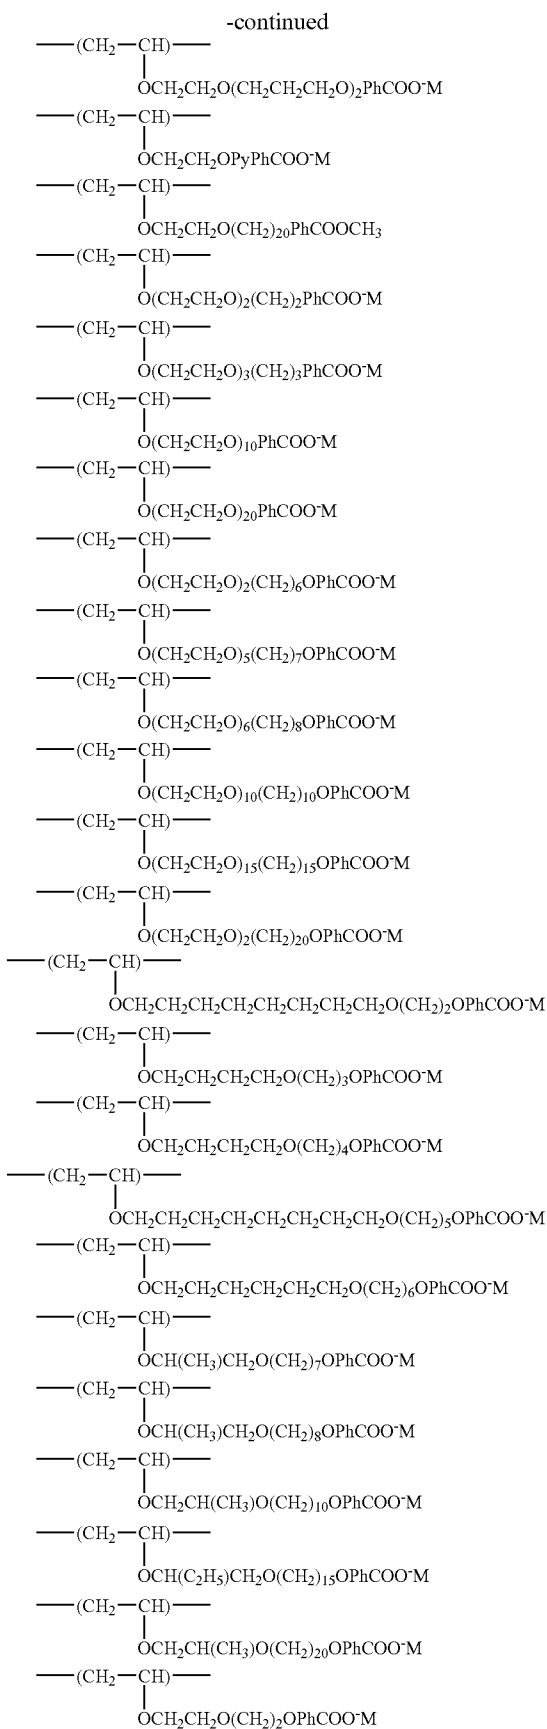 -continued
(CH₂ CH)
OCH₂CH₂O(CH₂CH₂CH₂O)₂PhCOO⁻M
(CH₂ CH)
OCH₂CH₂OPyPhCOO⁻M
(CH₂ CH)
OCH₂CH₂O(CH₂)₂₀PhCOOCH₃
(CH₂ CH)
O(CH₂CH₂O)₂(CH₂)₂PhCOO⁻M
(CH₂ CH)
O(CH₂CH₂O)₃(CH₂)₃PhCOO⁻M
(CH₂ CH)
O(CH₂CH₂O)₁₀PhCOO⁻M
(CH₂ CH)
O(CH₂CH₂O)₂₀PhCOO⁻M
(CH₂ CH)
O(CH₂CH₂O)₂(CH₂)₆OPhCOO⁻M
(CH₂ CH)
O(CH₂CH₂O)₅(CH₂)₇OPhCOO⁻M
(CH₂ CH)
O(CH₂CH₂O)₆(CH₂)₈OPhCOO⁻M
(CH₂ CH)
O(CH₂CH₂O)₁₀(CH₂)₁₀OPhCOO⁻M
(CH₂ CH)
O(CH₂CH₂O)₁₅(CH₂)₁₅OPhCOO⁻M
(CH₂ CH)
O(CH₂CH₂O)₂(CH₂)₂₀OPhCOO⁻M
(CH₂ CH)
OCH₂CH₂CH₂CH₂CH₂CH₂CH₂CH₂O(CH₂)₂OPhCOO⁻M
(CH₂ CH)
OCH₂CH₂CH₂CH₂O(CH₂)₃OPhCOO⁻M
(CH₂ CH)
OCH₂CH₂CH₂CH₂O(CH₂)₄OPhCOO⁻M
(CH₂ CH)
OCH₂CH₂CH₂CH₂CH₂CH₂CH₂CH₂O(CH₂)₅OPhCOO⁻M
(CH₂ CH)
OCH₂CH₂CH₂CH₂CH₂CH₂O(CH₂)₆OPhCOO⁻M
(CH₂ CH)
OCH(CH₃)CH₂O(CH₂)₇OPhCOO⁻M
(CH₂ CH)
OCH(CH₃)CH₂O(CH₂)₈OPhCOO⁻M
(CH₂ CH)
OCH₂CH(CH₃)O(CH₂)₁₀OPhCOO⁻M
(CH₂ CH)
OCH(C₂H₅)CH₂O(CH₂)₁₅OPhCOO⁻M
(CH₂ CH)
OCH₂CH(CH₃)O(CH₂)₂₀OPhCOO⁻M
(CH₂ CH)
OCH₂CH₂O(CH₂)₂OPhCOO⁻M